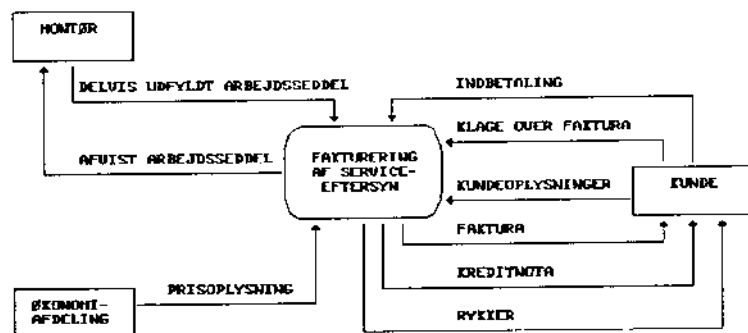 MONTØR
DELVIS UDFYLDT ARBEJDSSEDDEL
INDBETALING
KLAGE OVER FAKTURA
AFVIST ARBEJDSSEDDEL
FAKTURERING
AF SERVICE-
EFTERSYN
KUNDEOPLYSNINGER
KUNDE
FAKTURA
PRISOPLYSNING
KREDITNOTA
ØKONOMI-
AFDELING
RYKKER